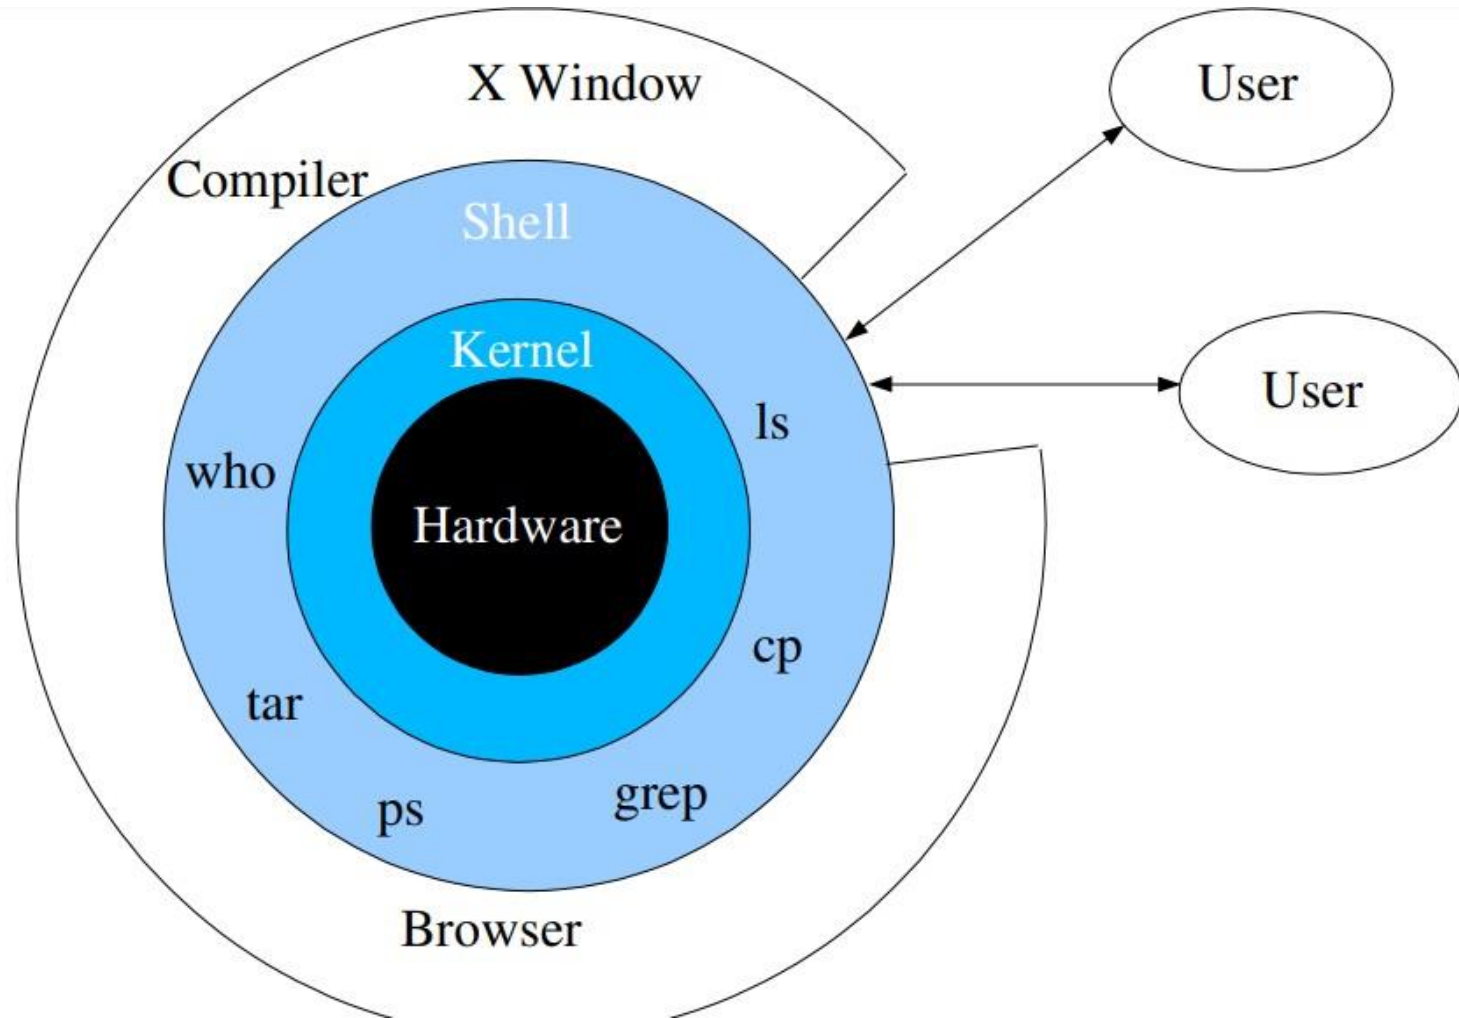 X Window
User
Compiler
Shell
Kernel
User
ls
who
Hardware
cp
tar
grep
ps
Browser